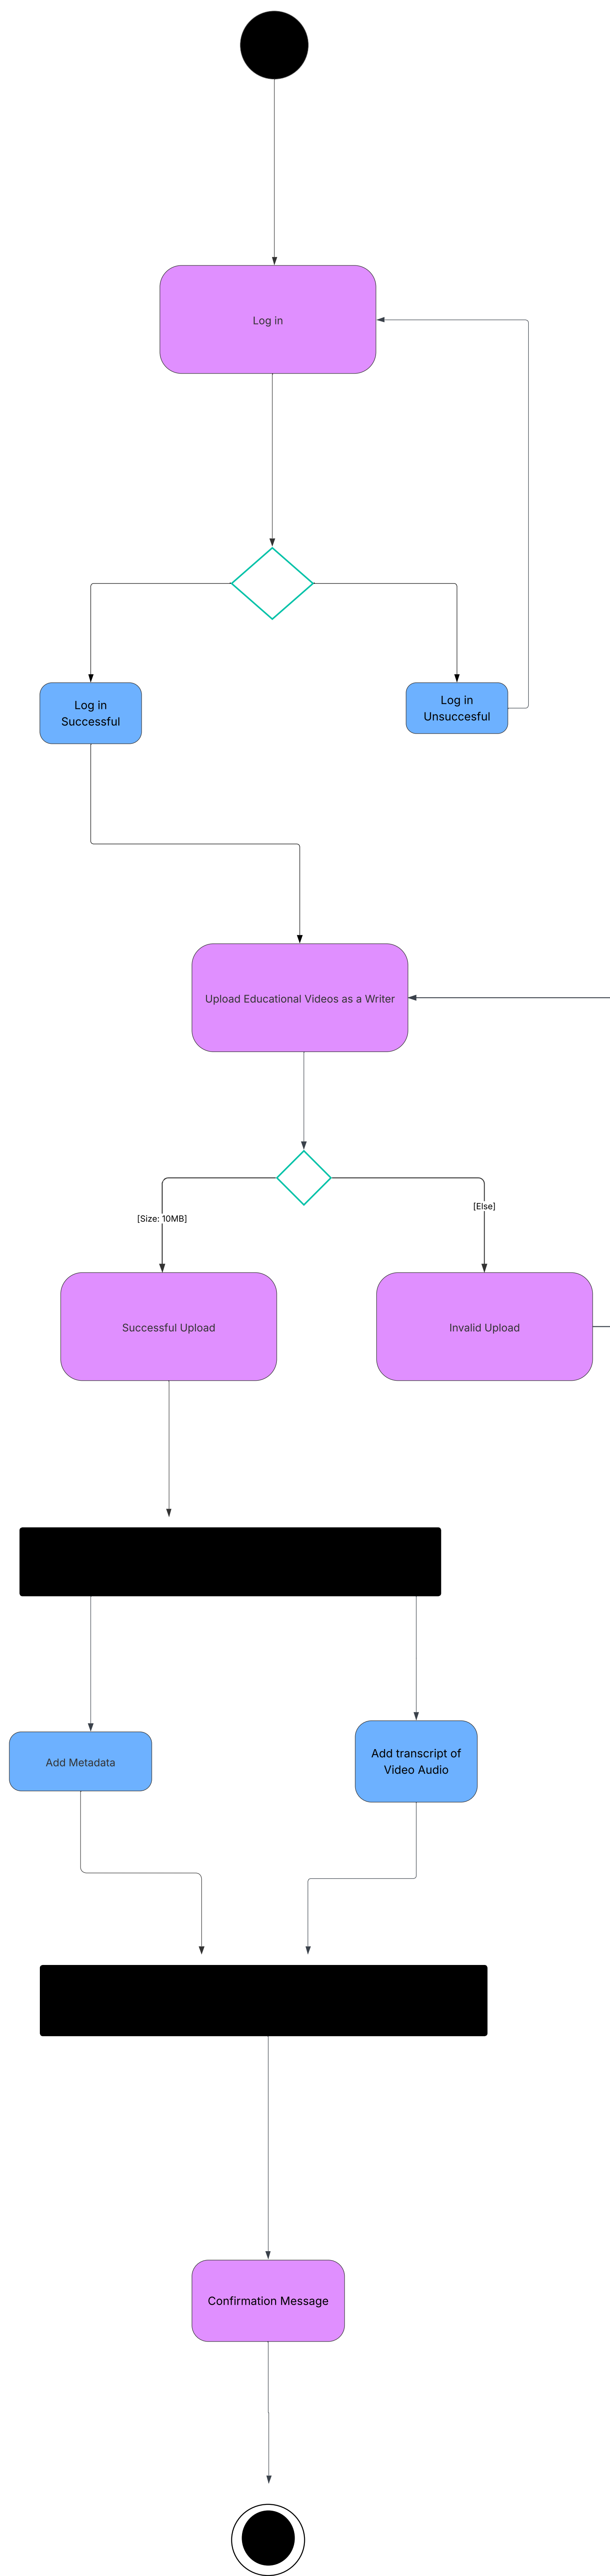 Log in
Log in
Successful
Log in
Unsuccesful
Upload Educational Videos as a Writer
[Size: 10MB]
[Else]
Successful Upload
Invalid Upload
Add Metadata
Add transcript of
Video Audio
Confirmation Message